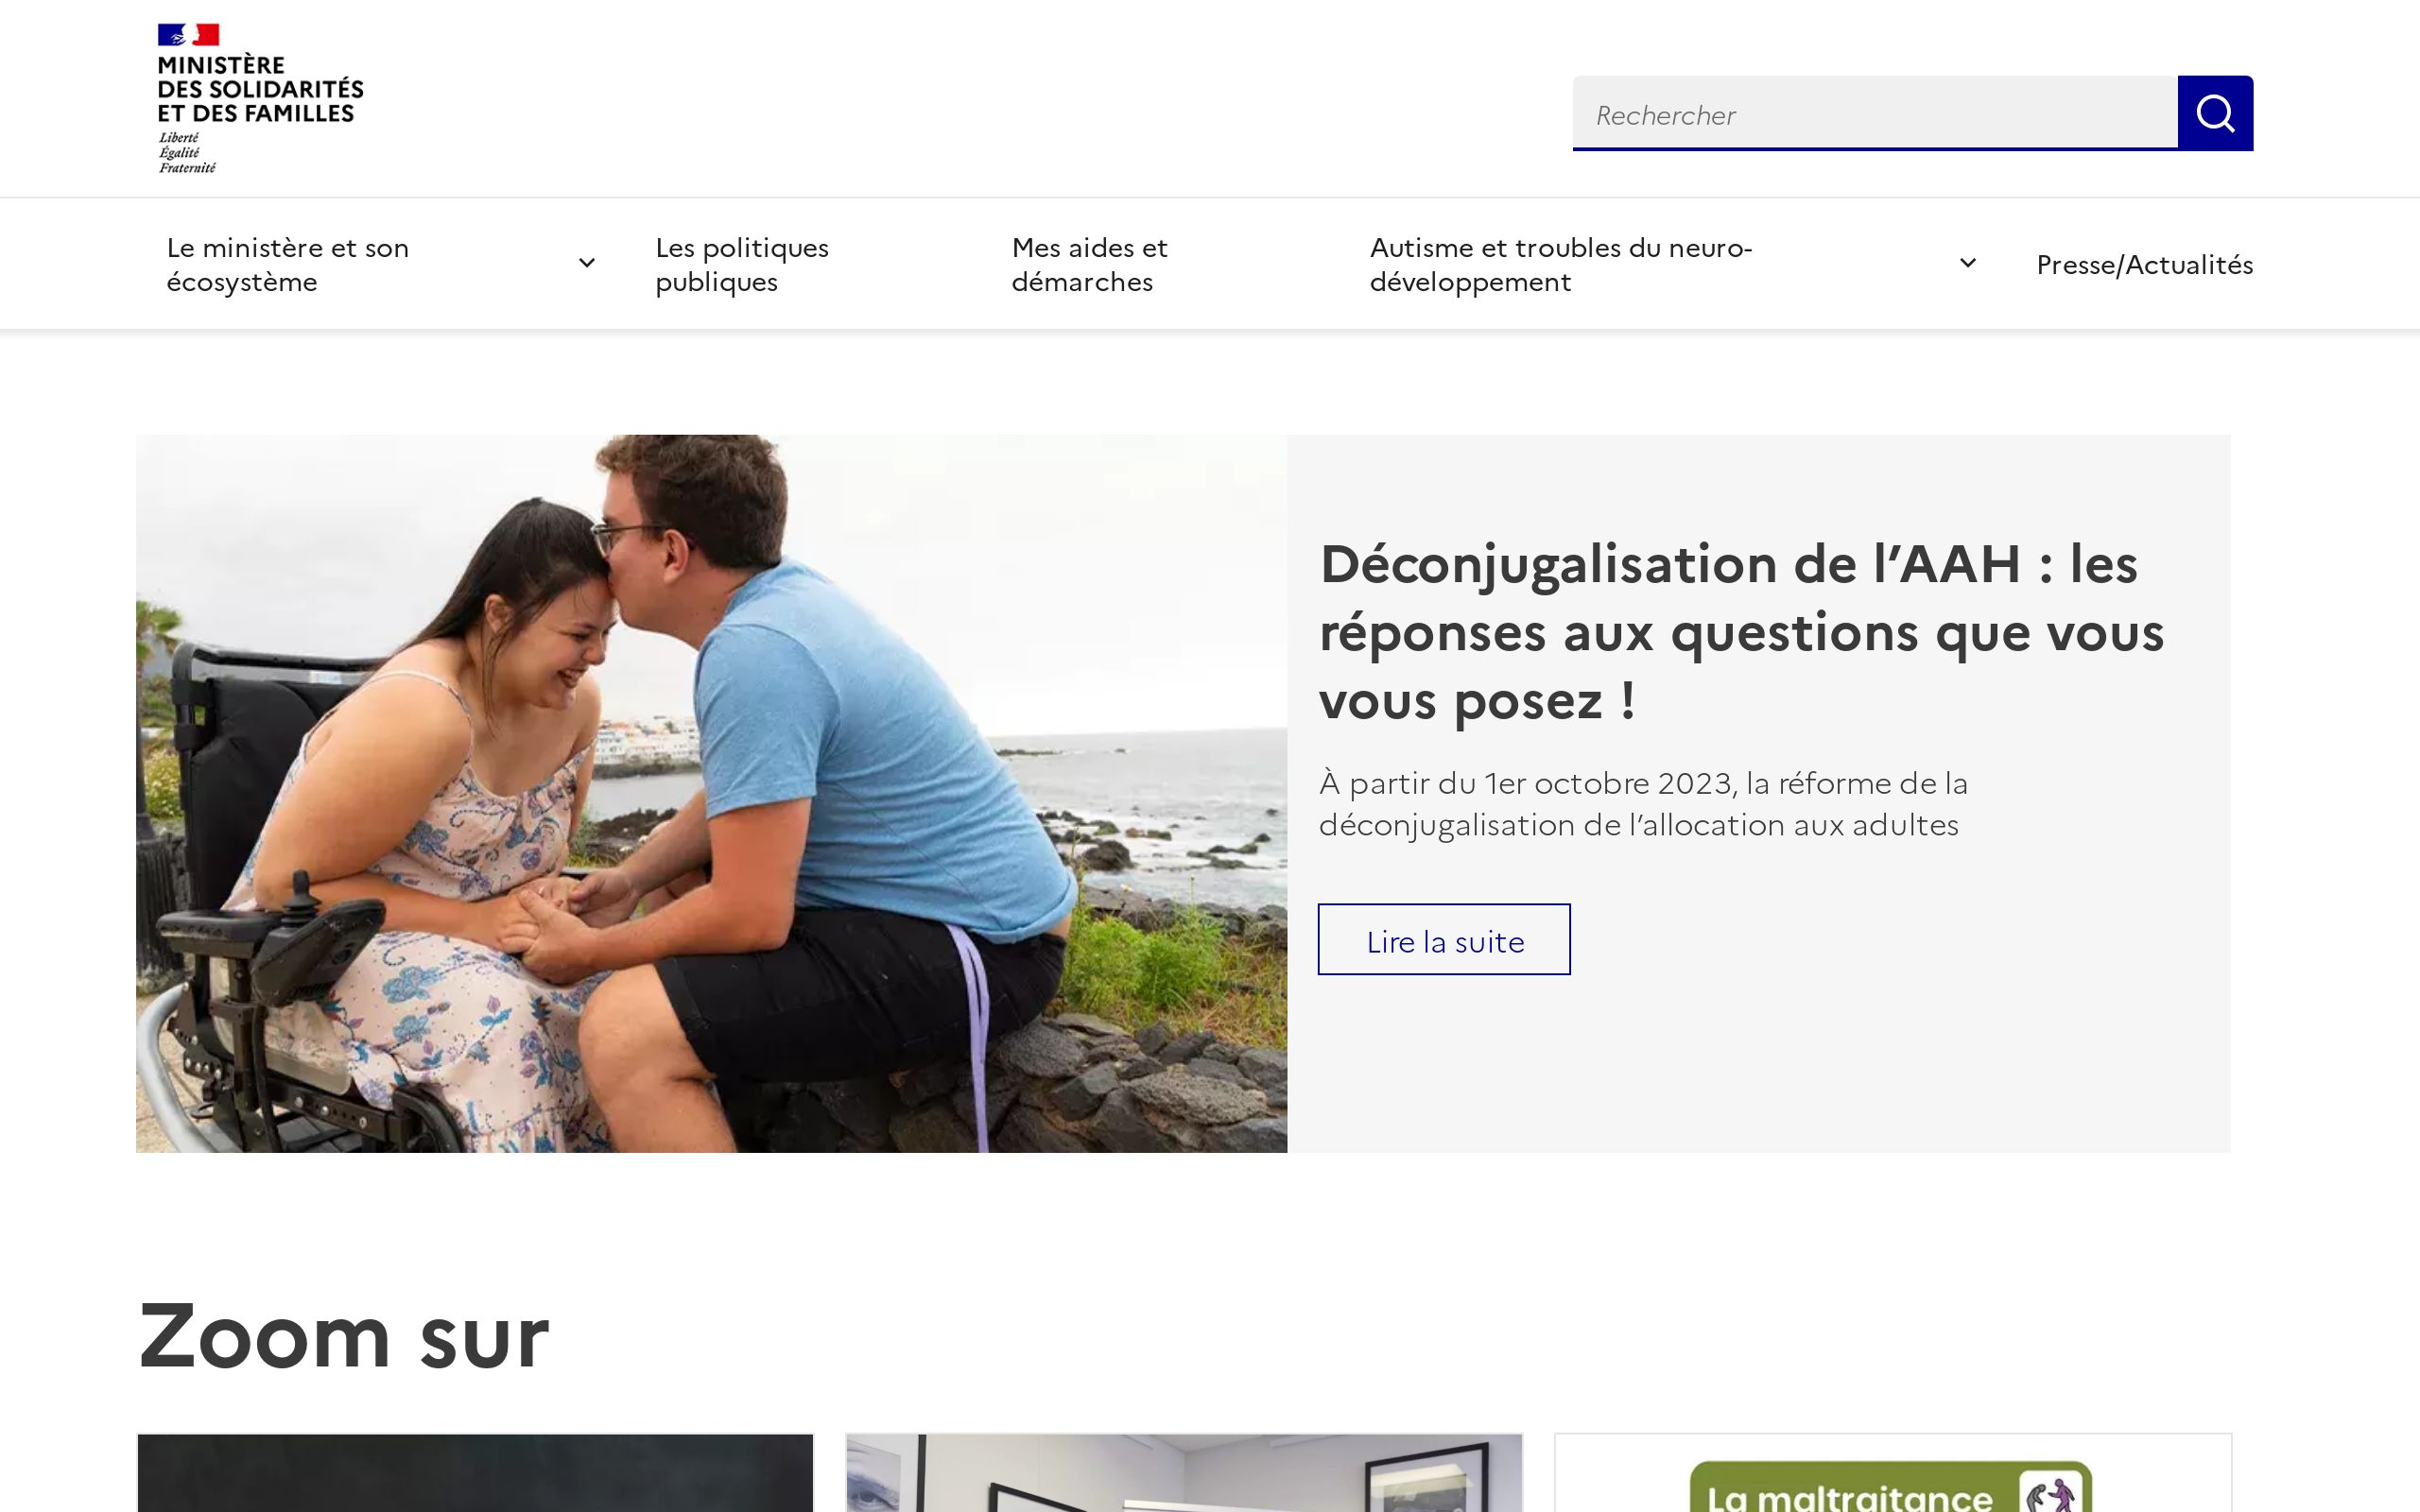 MINISTÈRE
DES SOLIDARITÉS
ET DES FAMILLES
Liberté
Égalité
Fraternité
Rechercher
Le ministère et son
écosystème
Les politiques
publiques
Mes aides et
démarches
Autisme et troubles du neuro-
développement
Presse/Actualités
Déconjugalisation de l’AAH : les
réponses aux questions que vous
vous posez !
À partir du 1er octobre 2023, la réforme de la
déconjugalisation de l’allocation aux adultes
Lire la suite
Zoom sur
La maltraitance